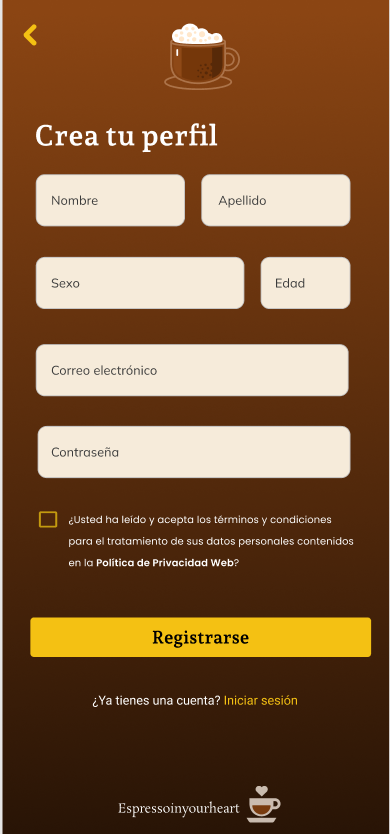 Crea tu perfil
Nombre
Apellido
Sexo
Edad
Correo electrónico
Contraseña
¿Usted ha leído y acepta los términos y condiciones
para el tratamiento de sus datos personales contenidos
en la Política de Privacidad Web?
Registrarse
¿Ya tienes una cuenta? Iniciar sesión
Espressoinyourheart